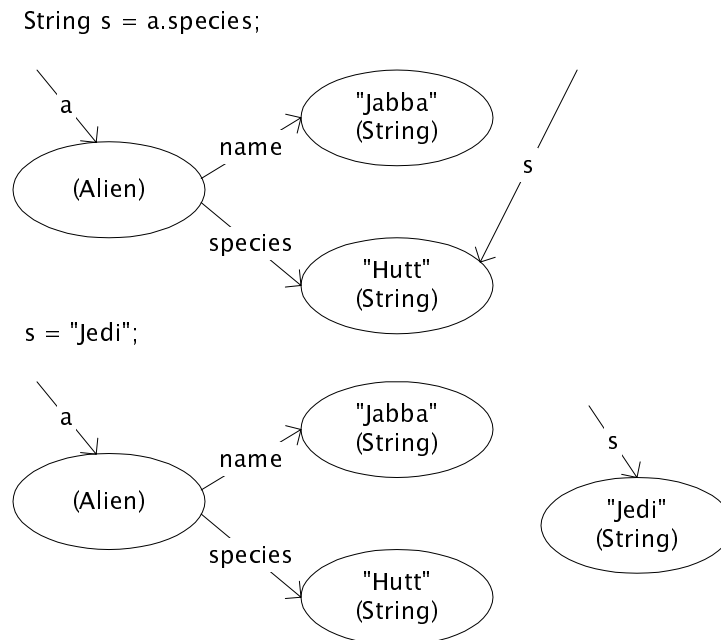 String s = a.species;
a
"Jabba"
(String)
name
s
(Alien)
species
"Hutt"
(String)
s = "Jedi";
a
"Jabba"
(String)
s
name
(Alien)
"Jedi"
(String)
species
"Hutt"
(String)